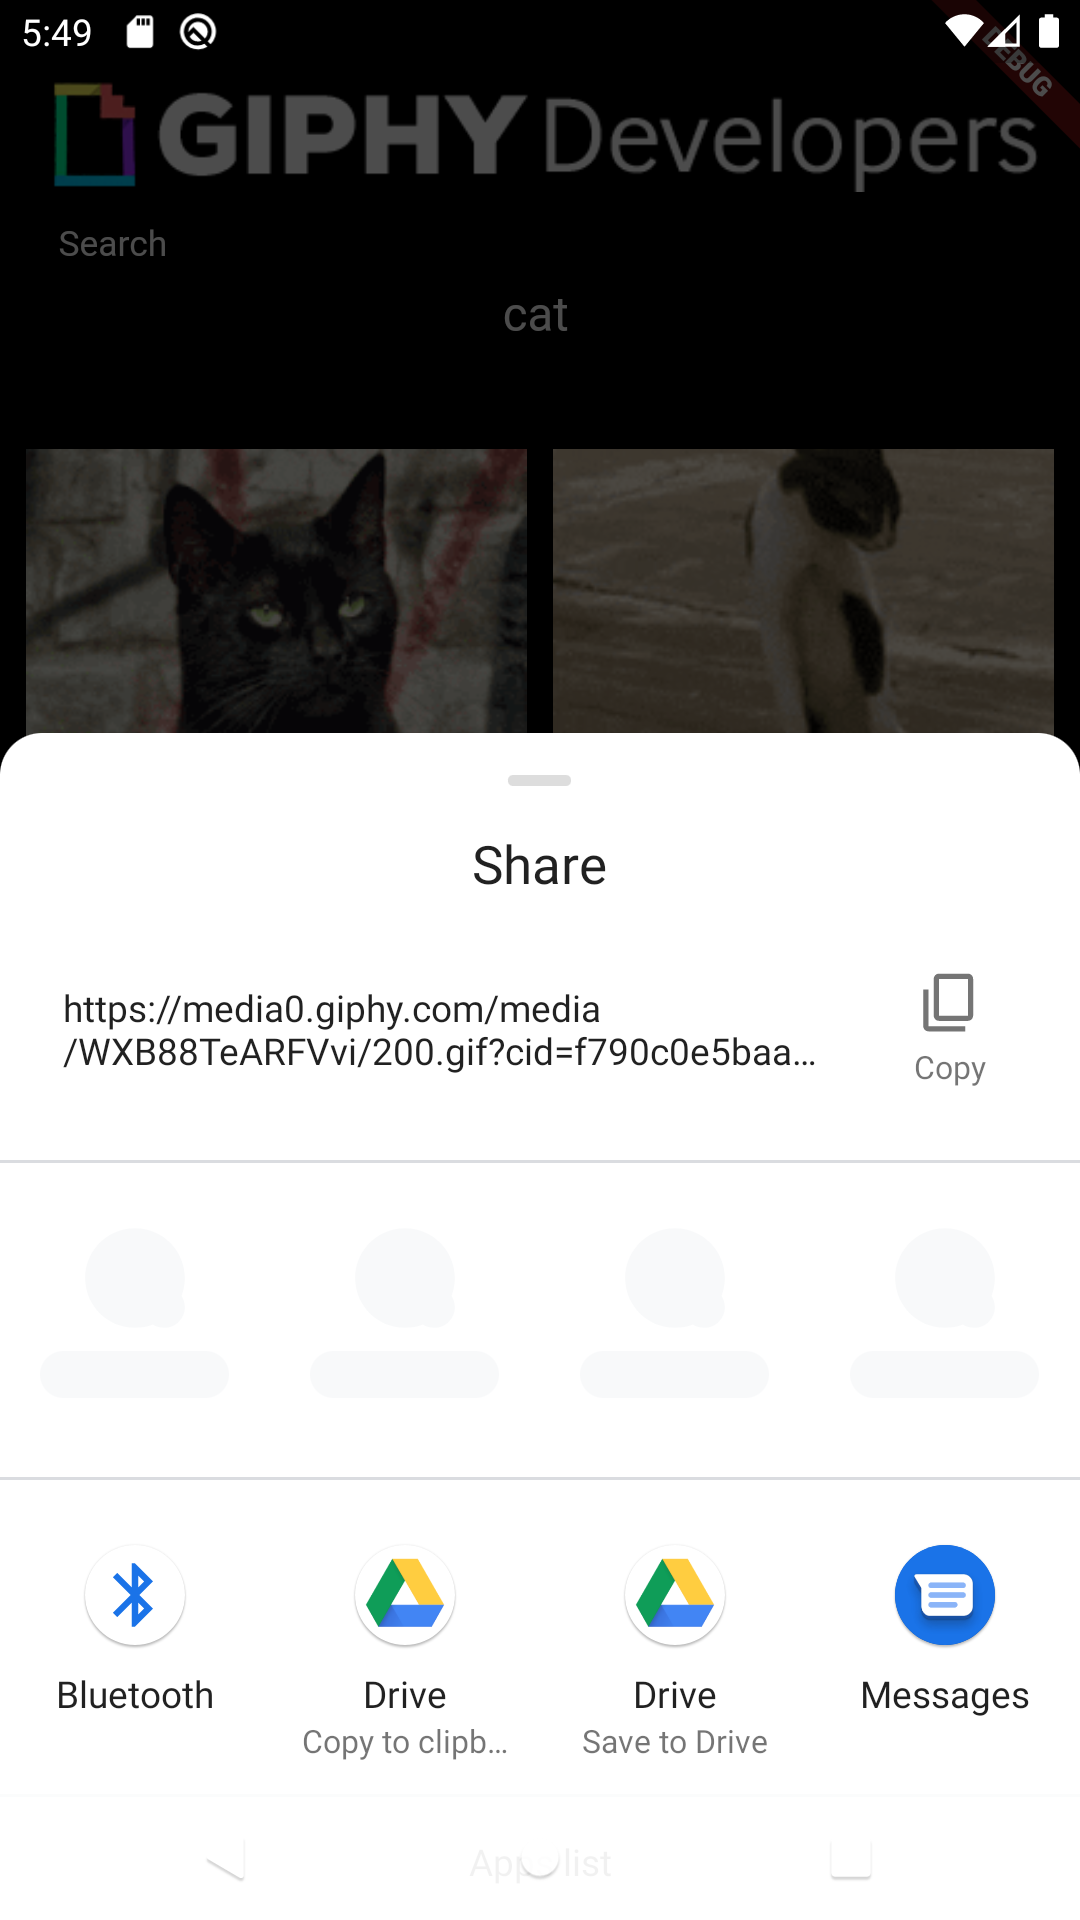 5:49
DEBUG
GIPHY Developers
Search
cat
Share
https://media0.giphy.com/media
/WXB88TeARFVvi/200.gif?cid=f790c0e5baa…
Copy
Bluetooth
Drive
Drive
Messages
Copy to clipb…
Save to Drive
list